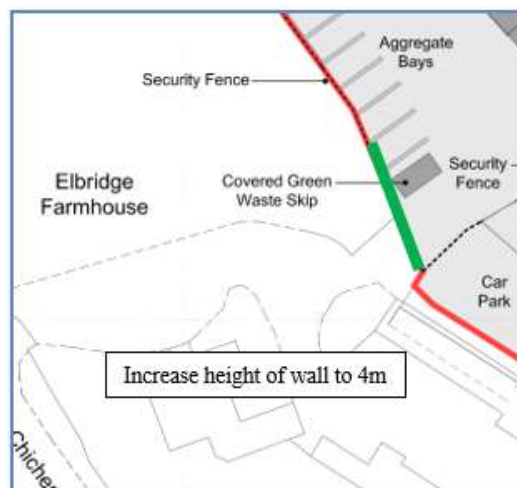 Aggregate
Bays
Security Fence
Elbridge
Farmhouse
Covered Green
Waste Skip
Security
Fence
Car
Park
Increase height of wall to 4m
Chiches